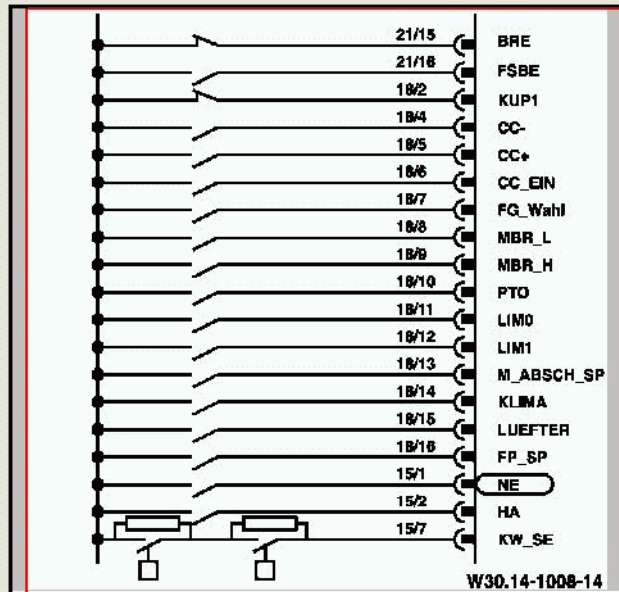 21/15 BRE
21/16 FSBE
18/2 KUP1
18/4 CC-
18/5 CC+
18/6 CC_EIN
18/7 FG_Wahl
18/8 MBR_L
18/9 MBR_H
18/10 PTO
18/11 LIM0
18/12 LIM1
18/13 M_ABSCH_SP
18/14 KLIMA
18/15 LUEFTER
18/16 FP_SP
15/1 NE
15/2 HA
15/7 KW_SE
W30.14-1008-14